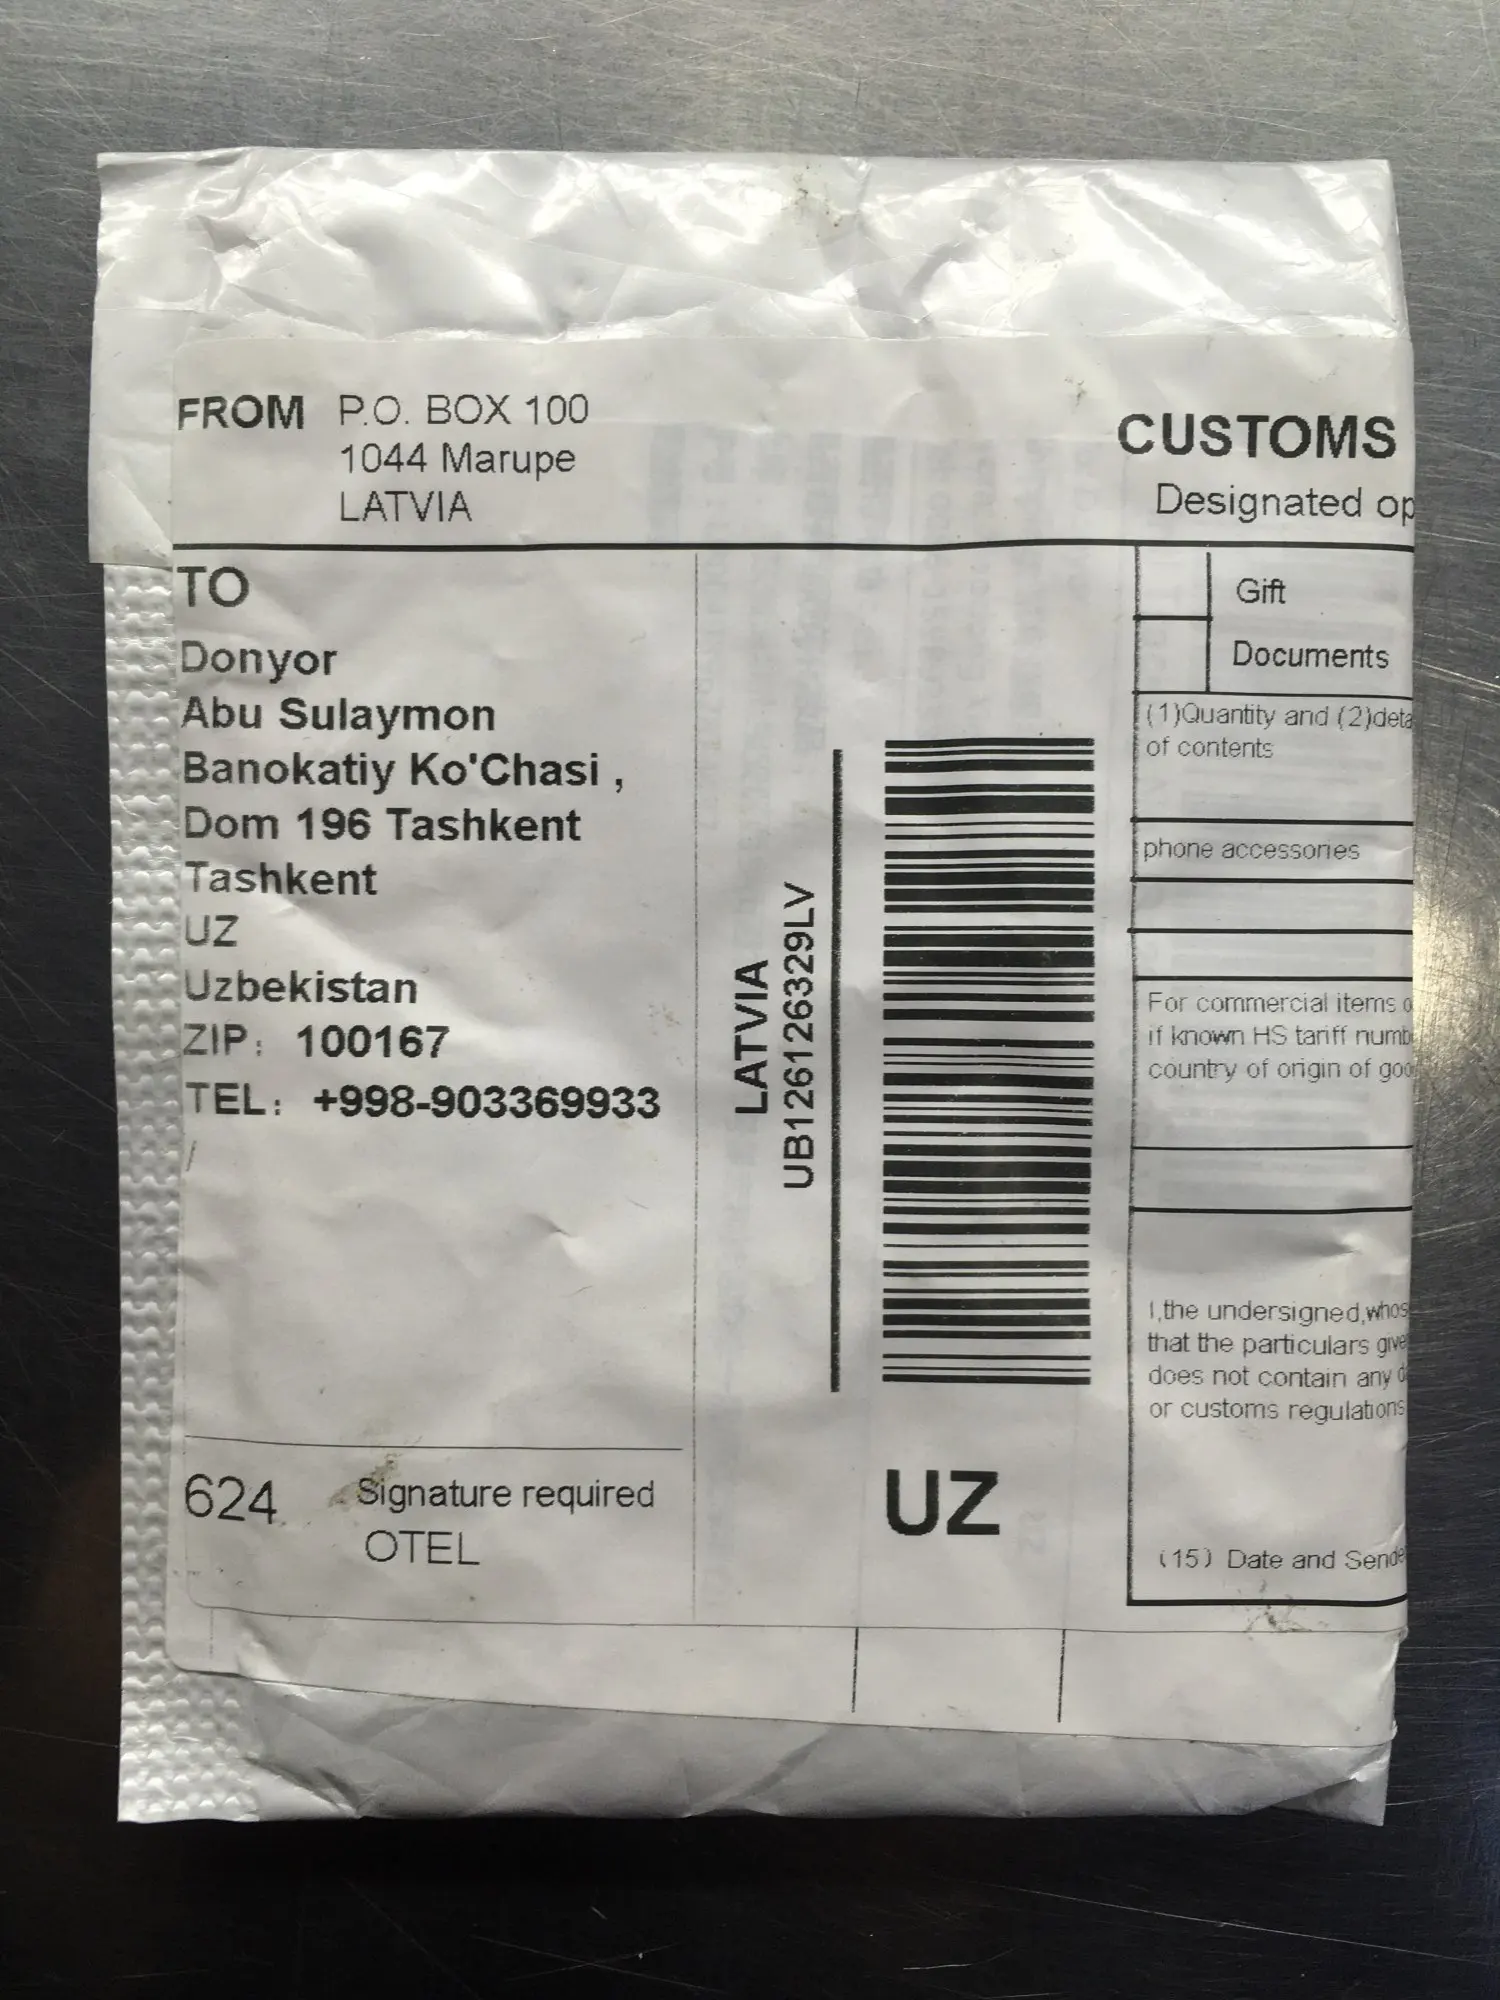 FROM P.O. BOX 100
1044 Marupe
LATVIA
TO
Donyor
Abu Sulaymon
Banokatiy Ko'Chasi ,
Dom 196 Tashkent
Tashkent
UZ
Uzbekistan
ZIP: 100167
TEL: +998-903369933
/
624 Signature required
OTEL
LATVIA
UB126126329LV
UZ
CUSTOMS
Designated op
Gift
Documents
(1)Quantity and (2)deta
of contents
phone accessories
For commercial items o
if known HS tariff numb
country of origin of goo
I,the undersigned,whos
that the particulars give
does not contain any d
or customs regulations
(15) Date and Sende